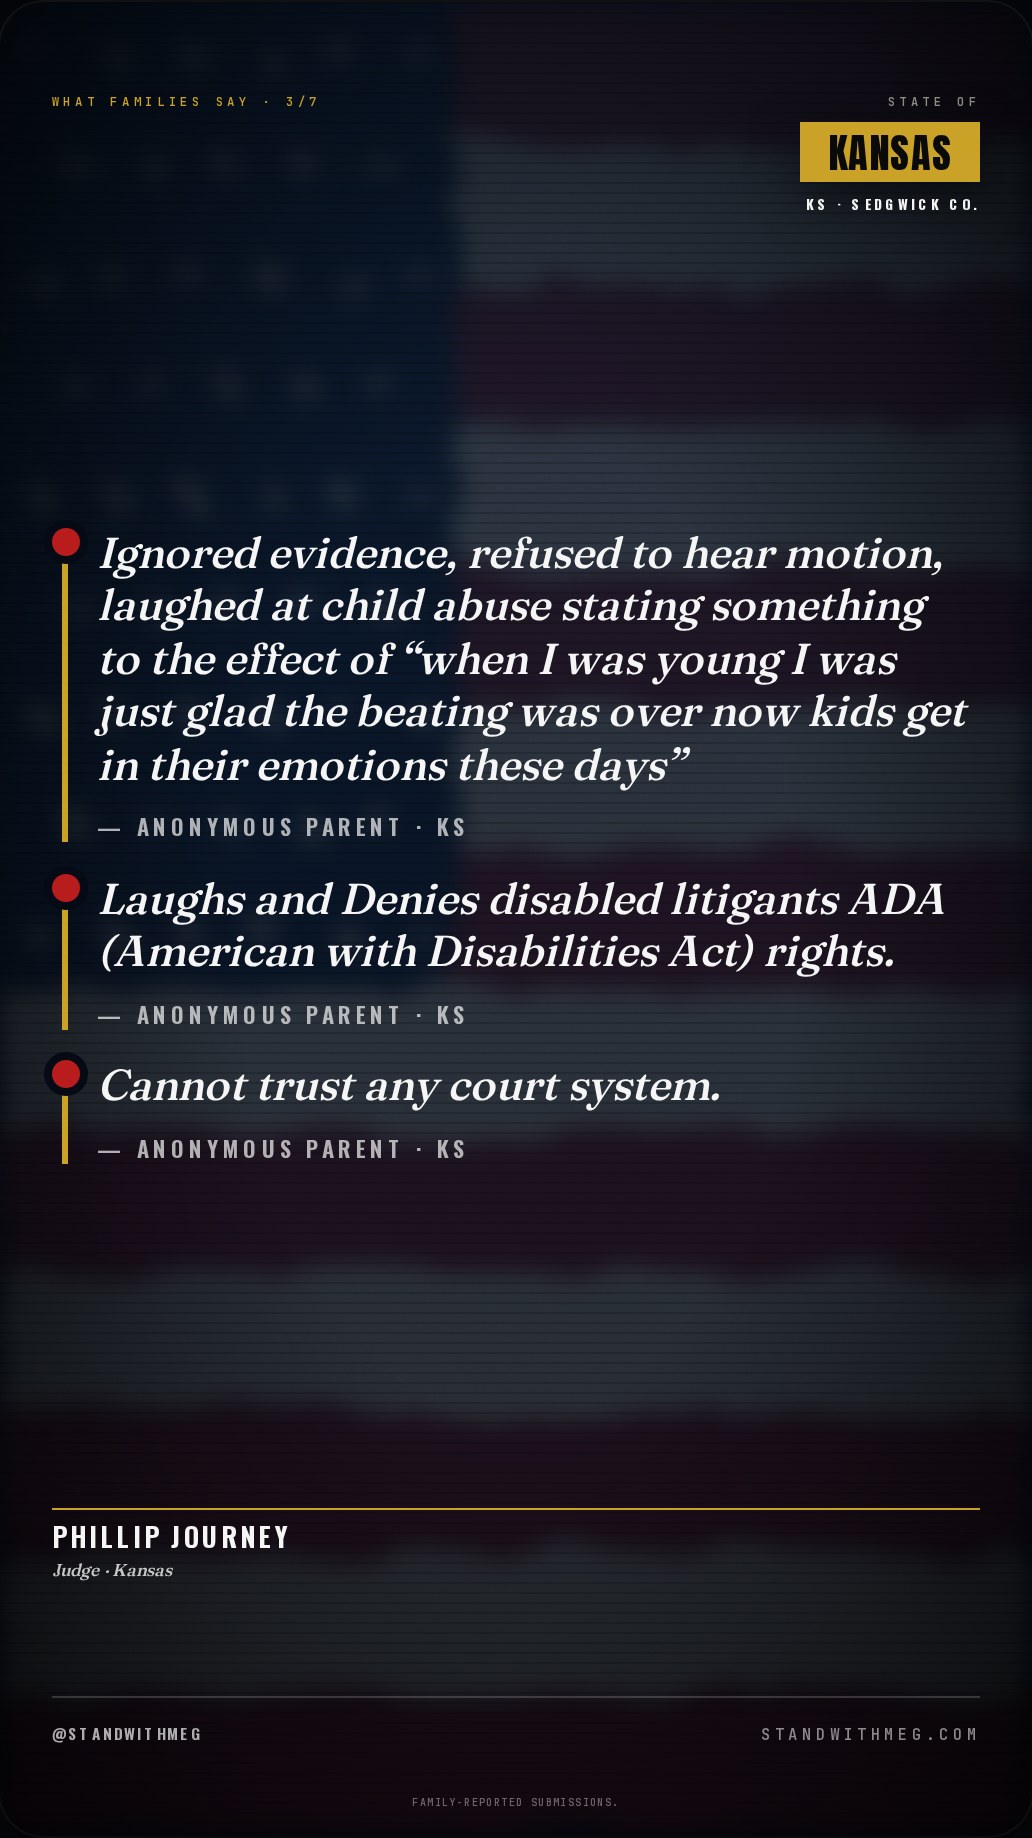 WHAT FAMILIES SAY · 3/7
STATE OF
KANSAS
KS · SEDGWICK CO.
Ignored evidence, refused to hear motion,
laughed at child abuse stating something
to the effect of “when I was young I was
just glad the beating was over now kids get
in their emotions these days”
— ANONYMOUS PARENT · KS
Laughs and Denies disabled litigants ADA
(American with Disabilities Act) rights.
— ANONYMOUS PARENT · KS
Cannot trust any court system.
— ANONYMOUS PARENT · KS
PHILLIP JOURNEY
Judge · Kansas
@STANDWITHMEG
STANDWITHMEG.COM
FAMILY-REPORTED SUBMISSIONS.